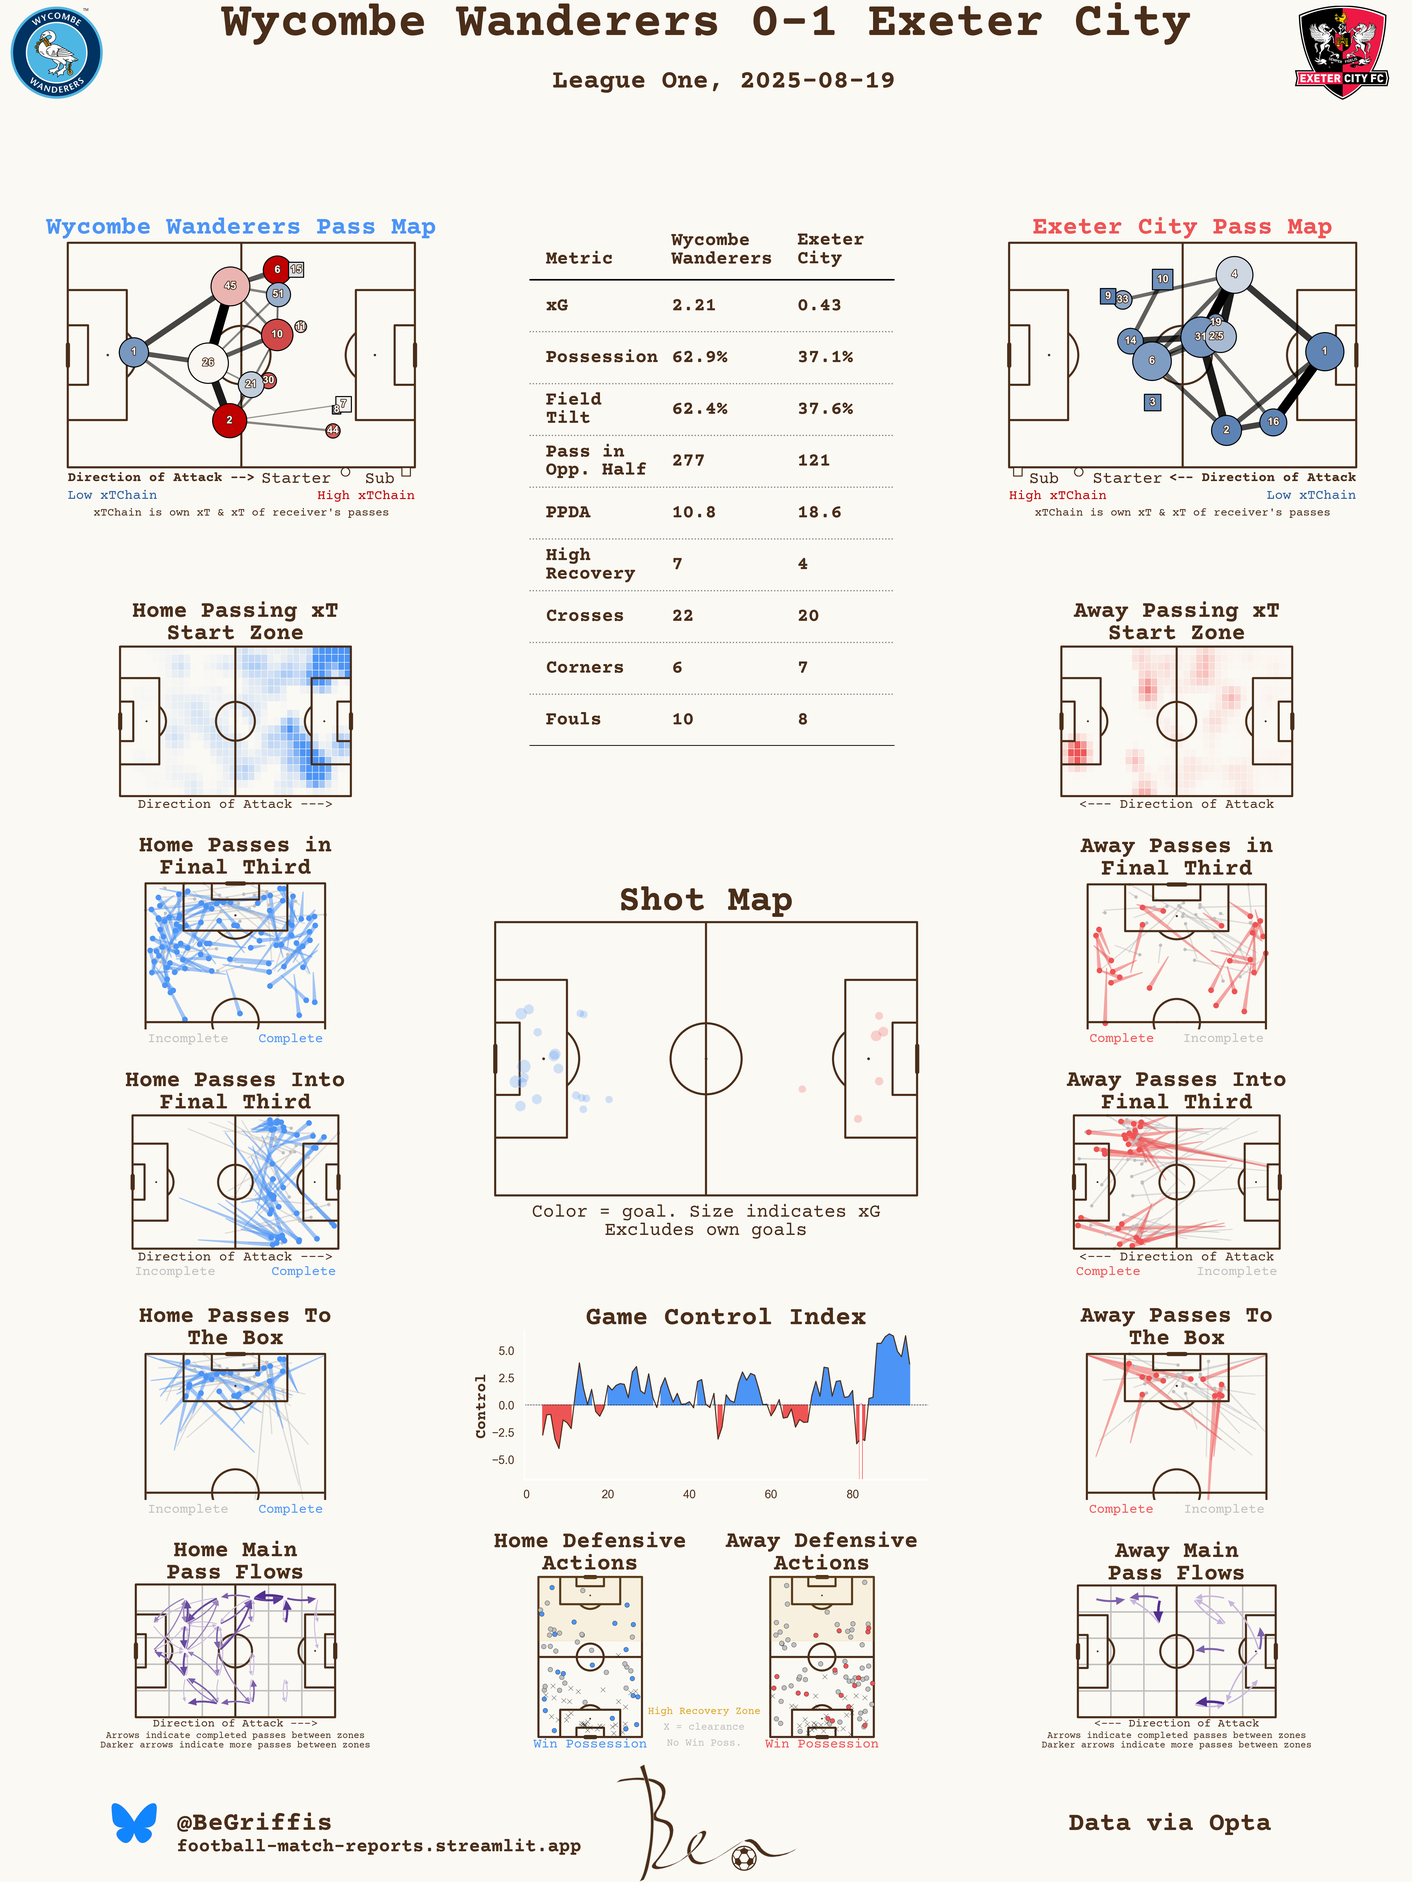 Wycombe Wanderers 0-1 Exeter City
League One, 2025-08-19
WYCOMBE
WANDERERS
TM
EXETER CITY FC
Wycombe Wanderers Pass Map
1
45
6
15
51
10
11
26
21
30
2
7
8
44
Direction of Attack --> Starter Sub
Low xTChain High xTChain
xTChain is own xT & xT of receiver's passes
Metric Wycombe Wanderers Exeter City
xG 2.21 0.43
Possession 62.9% 37.1%
Field Tilt 62.4% 37.6%
Pass in Opp. Half 277 121
PPDA 10.8 18.6
High Recovery 7 4
Crosses 22 20
Corners 6 7
Fouls 10 8
Exeter City Pass Map
4
10
9
33
19
14
31
25
6
1
3
2
16
Sub Starter <-- Direction of Attack
High xTChain Low xTChain
xTChain is own xT & xT of receiver's passes
Home Passing xT
Start Zone
Direction of Attack --->
Away Passing xT
Start Zone
<--- Direction of Attack
Home Passes in
Final Third
Incomplete Complete
Away Passes in
Final Third
Complete Incomplete
Shot Map
Color = goal. Size indicates xG
Excludes own goals
Home Passes Into
Final Third
Direction of Attack --->
Incomplete Complete
Away Passes Into
Final Third
<--- Direction of Attack
Complete Incomplete
Home Passes To
The Box
Incomplete Complete
Game Control Index
Control
5.0
2.5
0.0
−2.5
−5.0
0 20 40 60 80
Away Passes To
The Box
Complete Incomplete
Home Main
Pass Flows
Direction of Attack --->
Arrows indicate completed passes between zones
Darker arrows indicate more passes between zones
Home Defensive
Actions
Win Possession
High Recovery Zone
X = clearance
No Win Poss.
Away Defensive
Actions
Win Possession
Away Main
Pass Flows
<--- Direction of Attack
Arrows indicate completed passes between zones
Darker arrows indicate more passes between zones
@BeGriffis
football-match-reports.streamlit.app
Ben
Data via Opta